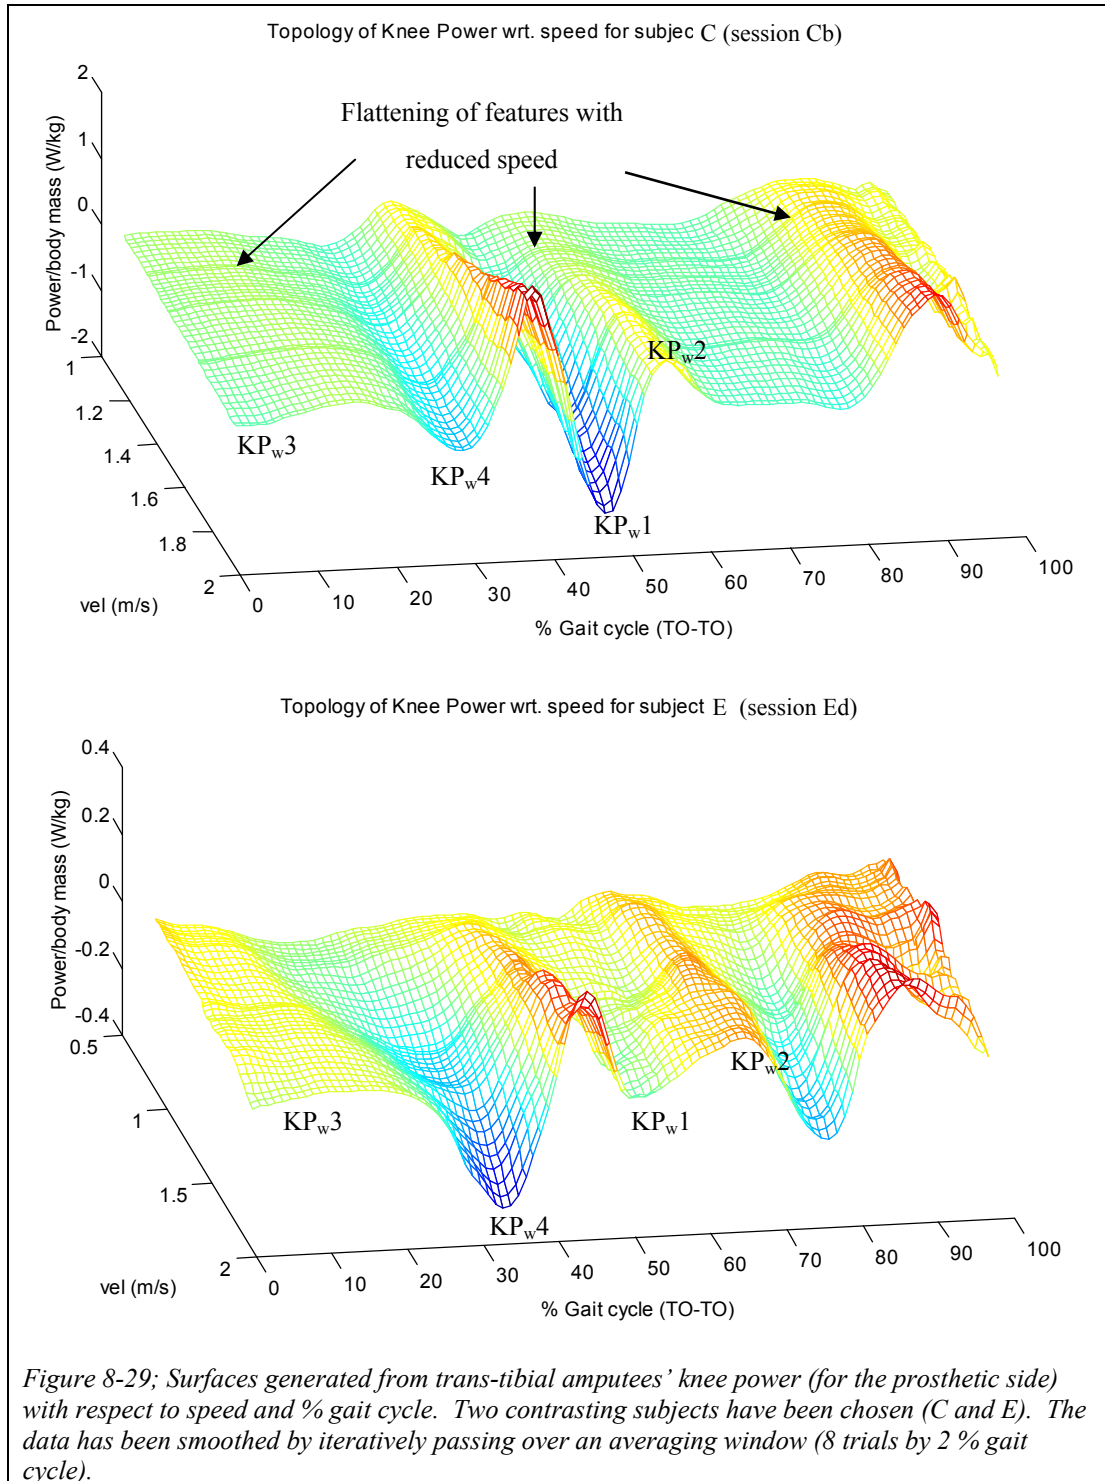 Topology of Knee Power wrt. speed for subjec C (session Cb)
Flattening of features with
reduced speed
Power/body mass (W/kg)
2
1
0
-1
-2
1
1.2
1.4
1.6
1.8
2
vel (m/s)
KPw3
KPw4
KPw1
KPw2
0
10
20
30
40
50
60
70
80
90
100
% Gait cycle (TO-TO)
Topology of Knee Power wrt. speed for subject E (session Ed)
Power/body mass (W/kg)
0.4
0.2
0
-0.2
-0.4
0.5
1
1.5
2
vel (m/s)
KPw3
KPw4
KPw1
KPw2
0
10
20
30
40
50
60
70
80
90
100
% Gait cycle (TO-TO)
Figure 8-29; Surfaces generated from trans-tibial amputees' knee power (for the prosthetic side)
with respect to speed and % gait cycle. Two contrasting subjects have been chosen (C and E). The
data has been smoothed by iteratively passing over an averaging window (8 trials by 2 % gait
cycle).